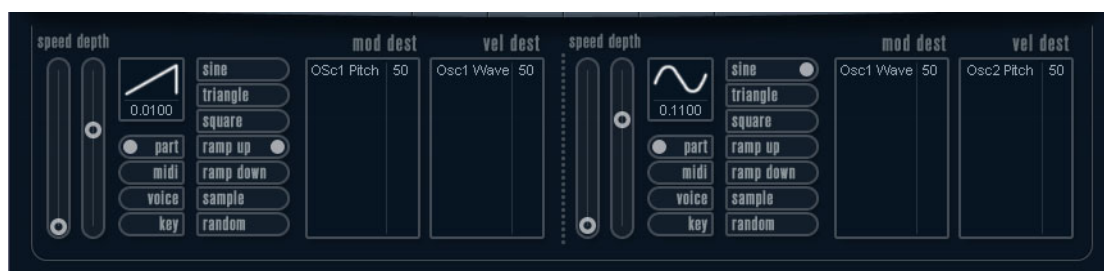 speed depth
mod dest
vel dest
0.0100
part
midi
voice
key
sine
triangle
square
ramp up
ramp down
sample
random
OSc1 Pitch 50
Osc1 Wave 50
speed depth
mod dest
vel dest
0.1100
part
midi
voice
key
sine
triangle
square
ramp up
ramp down
sample
random
Osc1 Wave 50
Osc2 Pitch 50